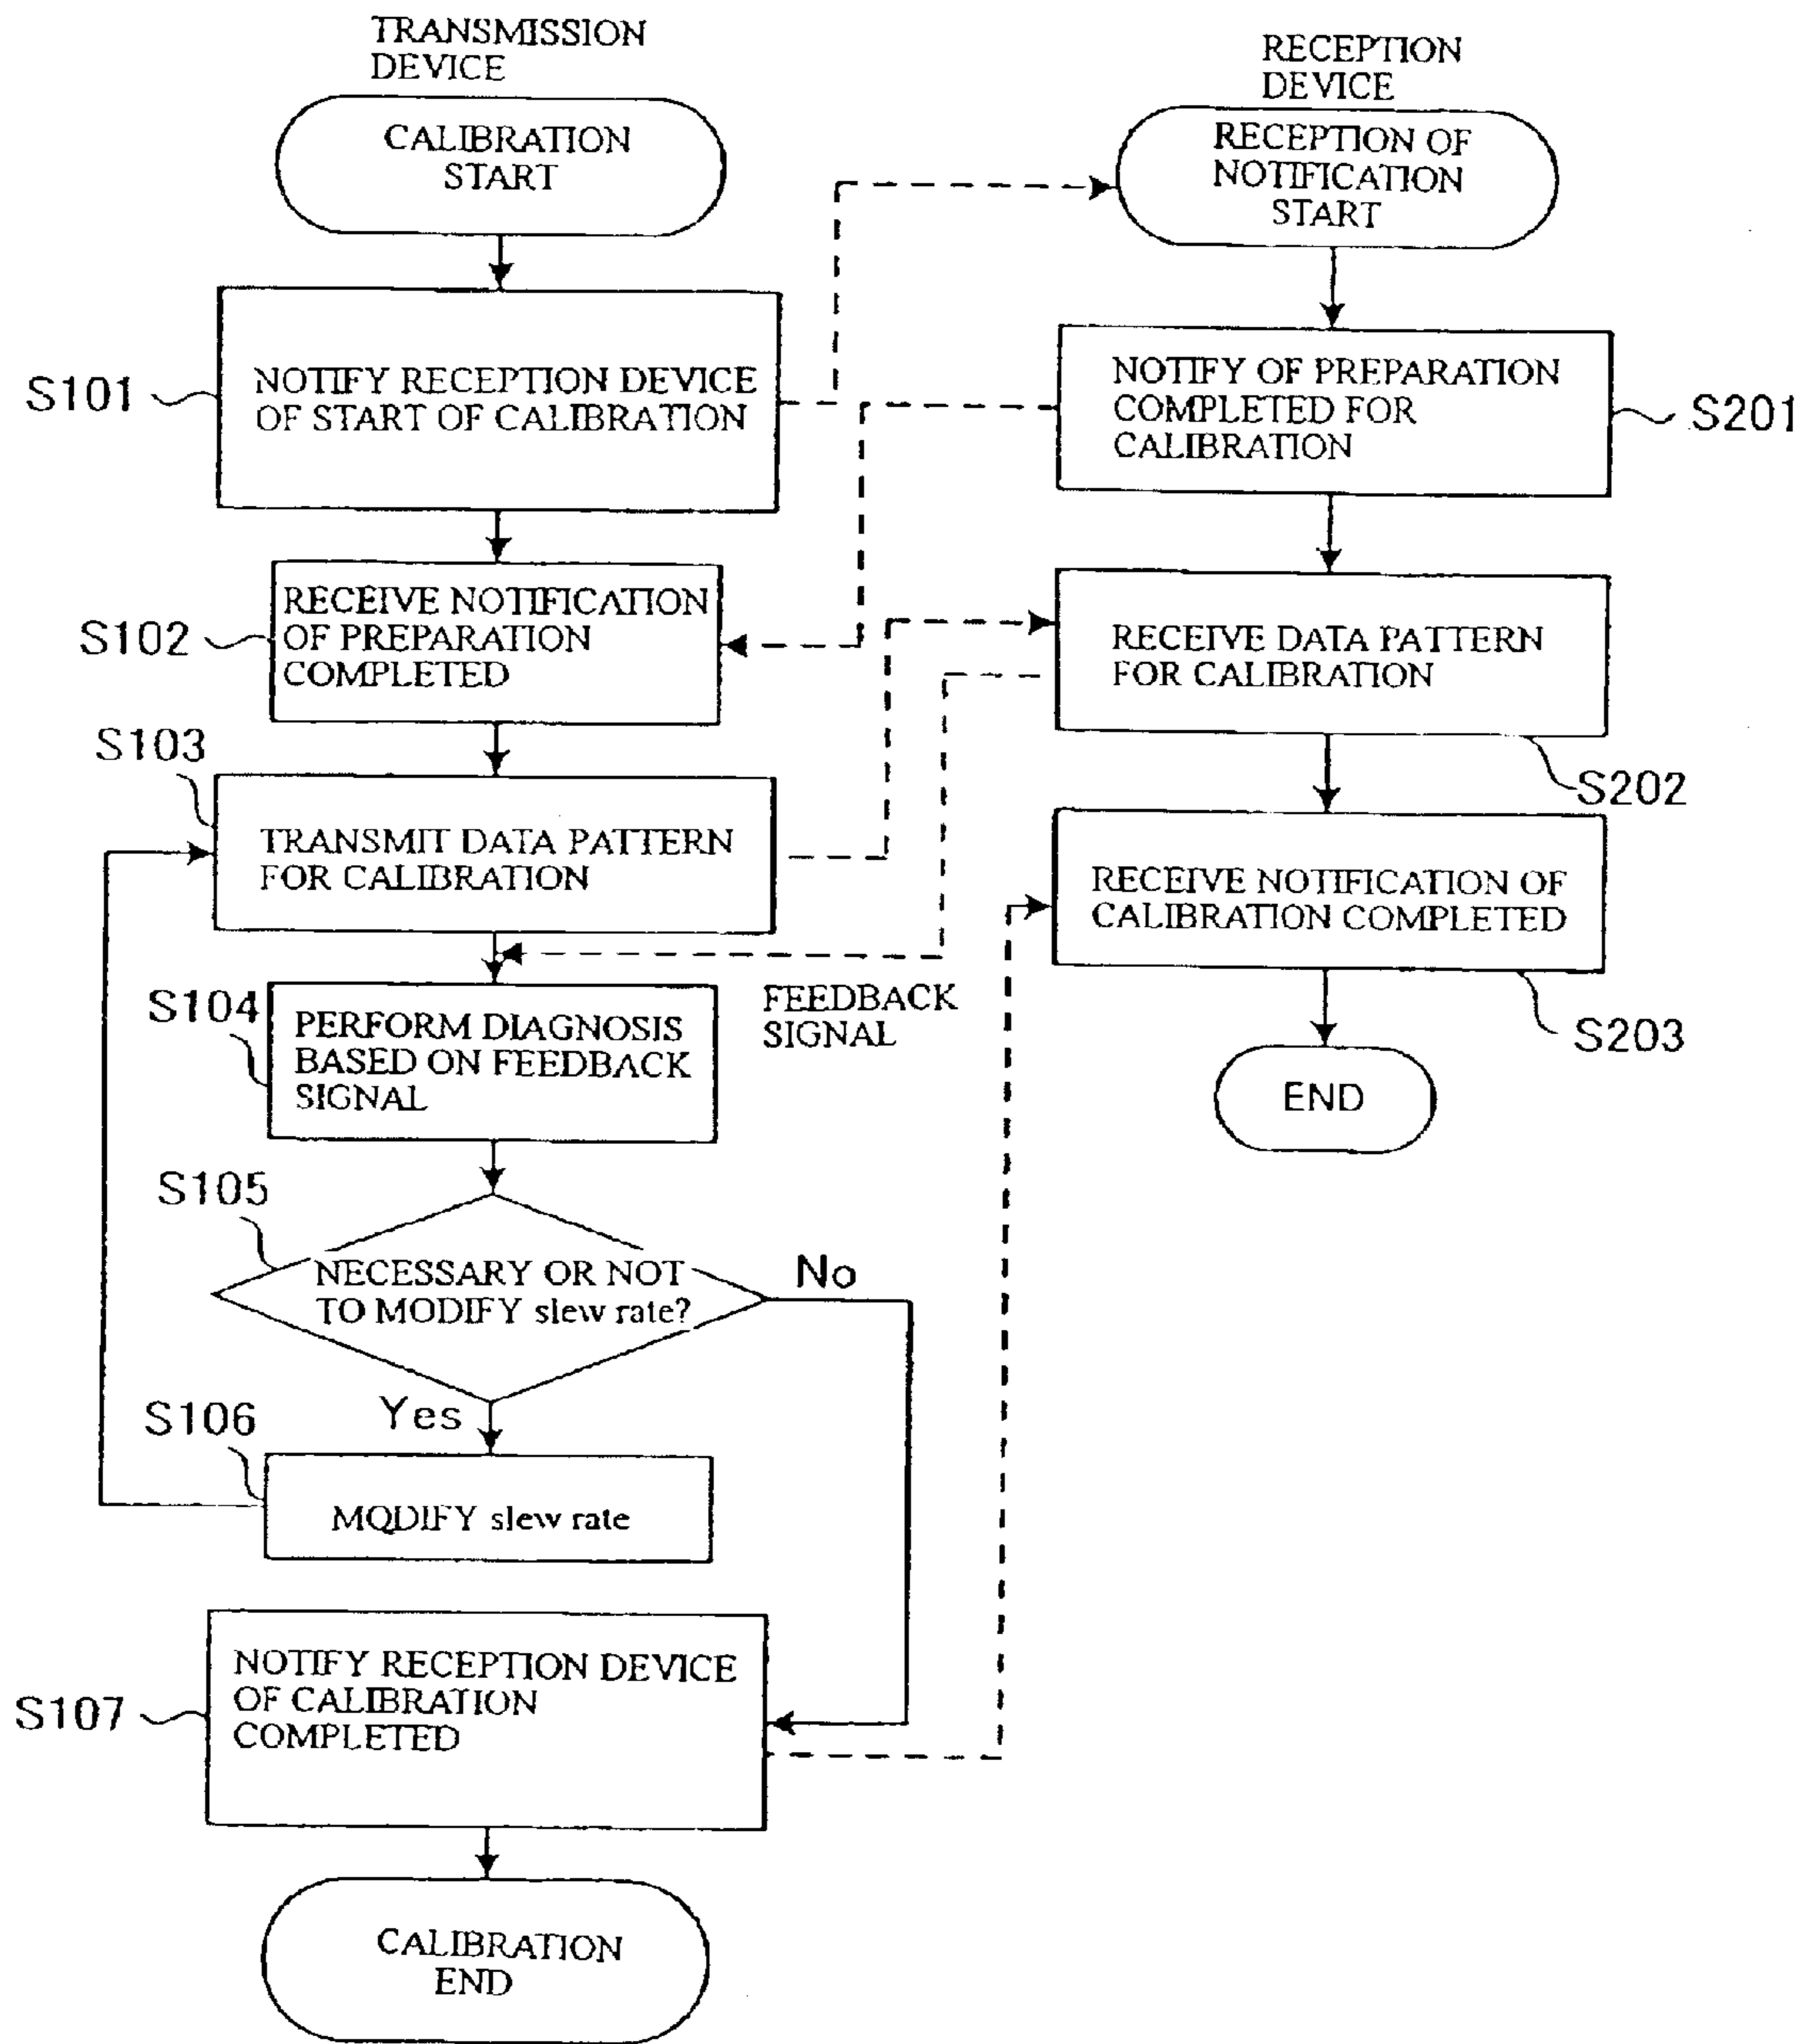 TRANSMISSION
DEVICE
CALIBRATION
START
S101
NOTIFY RECEPTION DEVICE
OF START OF CALIBRATION
S102
RECEIVE NOTIFICATION
OF PREPARATION
COMPLETED
S103
TRANSMIT DATA PATTERN
FOR CALIBRATION
FEEDBACK
SIGNAL
S104
PERFORM DIAGNOSIS
BASED ON FEEDBACK
SIGNAL
S105
NECESSARY OR NOT
TO MODIFY slew rate?
No
Yes
S106
MQDIFY slew rate
S107
NOTIFY RECEPTION DEVICE
OF CALIBRATION
COMPLETED
CALIBRATION
END
RECEPTION
DEVICE
RECEPTION OF
NOTIFICATION
START
NOTIFY OF PREPARATION
COMPLETED FOR
CALIBRATION
S201
RECEIVE DATA PATTERN
FOR CALIBRATION
S202
RECEIVE NOTIFICATION OF
CALIBRATION COMPLETED
S203
END